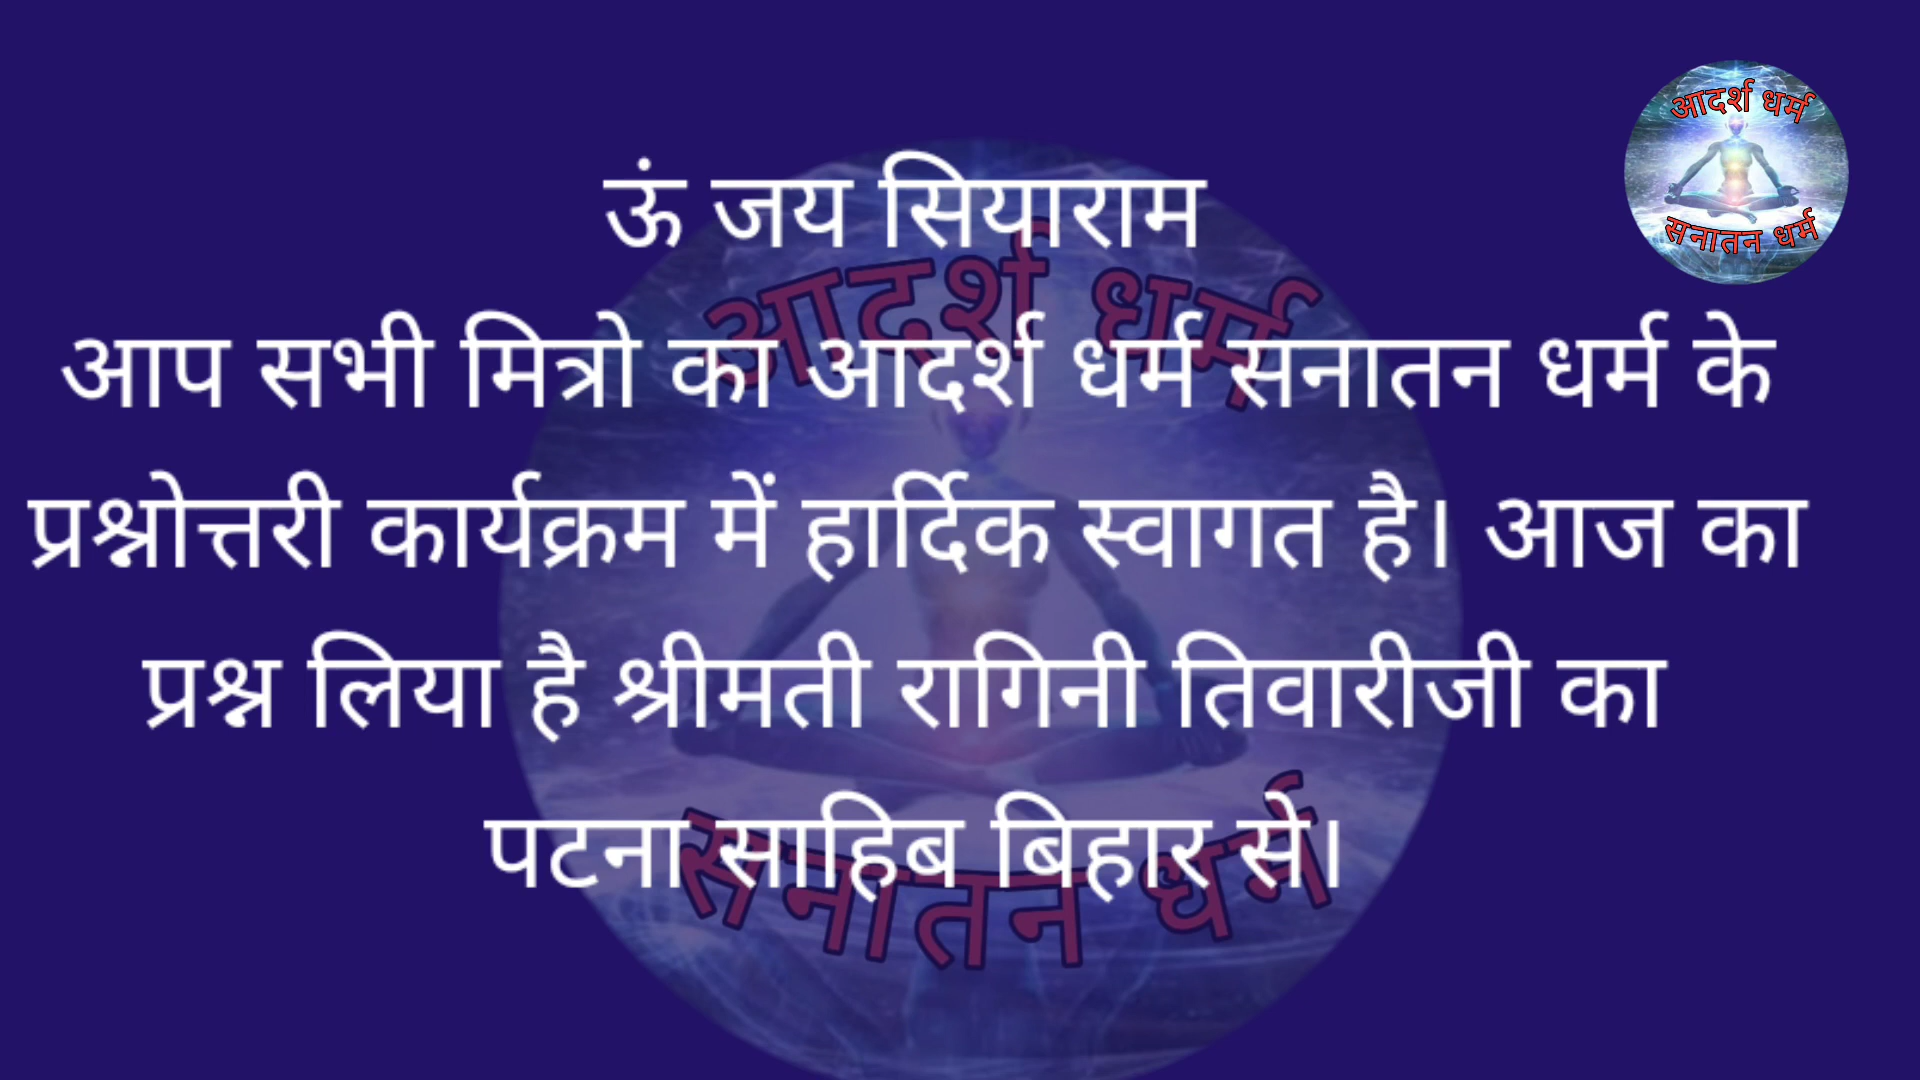 आदर्श धर्म
सनातन धर्म
ऊं जय सियाराम
आप सभी मित्रो का आदर्श धर्म सनातन धर्म के
प्रश्नोत्तरी कार्यक्रम में हार्दिक स्वागत है। आज का
प्रश्न लिया है श्रीमती रागिनी तिवारीजी का
पटना साहिब बिहार से।
आदर्श धर्म
सनातन धर्म